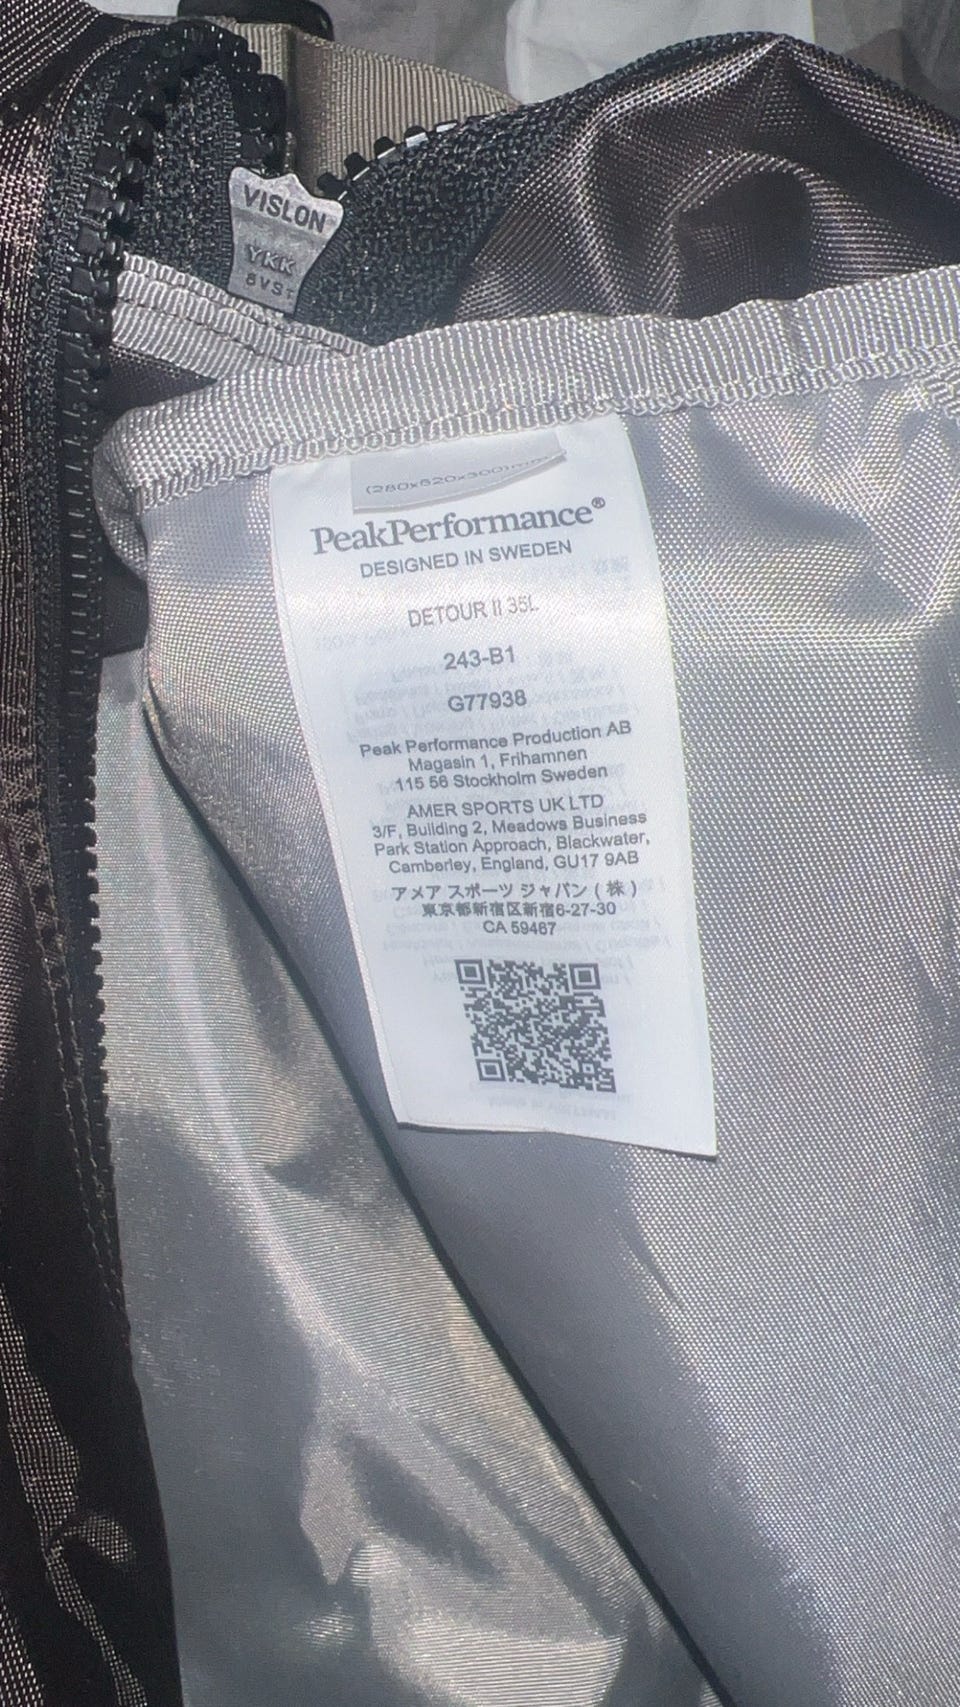 VISLON
YKK
8VS
(280x520x300)mm
PeakPerformance®
DESIGNED IN SWEDEN
DETOUR II 35L
243-B1
G77938
Peak Performance Production AB
Magasin 1, Frihamnen
115 56 Stockholm Sweden
AMER SPORTS UK LTD
3/F, Building 2, Meadows Business
Park Station Approach, Blackwater,
Camberley, England, GU17 9AB
アメア スポーツ ジャパン ( 株 )
東京都新宿区新宿6-27-30
CA 59467